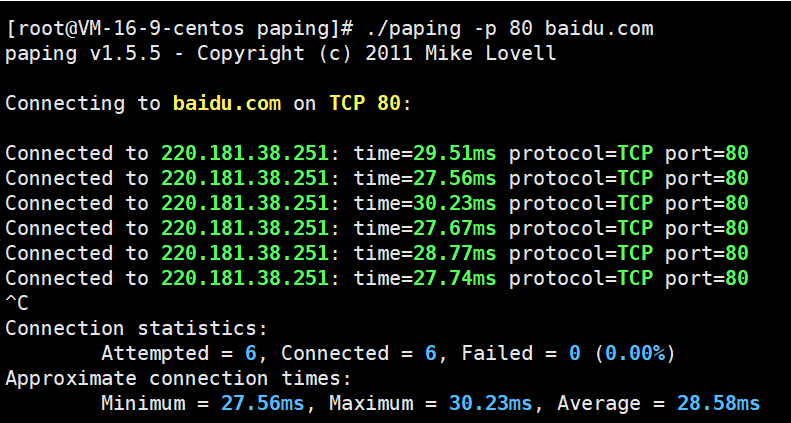 [root@VM-16-9-centos paping]# ./paping -p 80 baidu.com
paping v1.5.5 - Copyright (c) 2011 Mike Lovell
Connecting to baidu.com on TCP 80:
Connected to 220.181.38.251: time=29.51ms protocol=TCP port=80
Connected to 220.181.38.251: time=27.56ms protocol=TCP port=80
Connected to 220.181.38.251: time=30.23ms protocol=TCP port=80
Connected to 220.181.38.251: time=27.67ms protocol=TCP port=80
Connected to 220.181.38.251: time=28.77ms protocol=TCP port=80
Connected to 220.181.38.251: time=27.74ms protocol=TCP port=80
^C
Connection statistics:
        Attempted = 6, Connected = 6, Failed = 0 (0.00%)
Approximate connection times:
        Minimum = 27.56ms, Maximum = 30.23ms, Average = 28.58ms